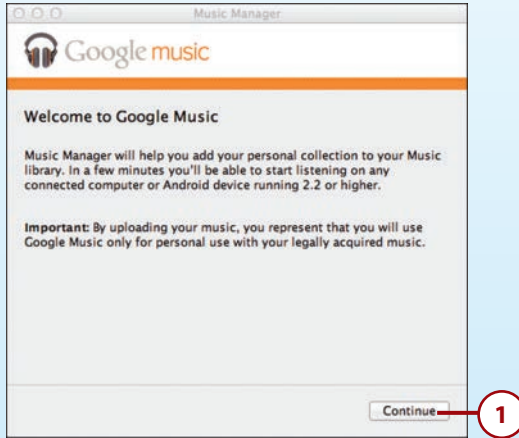 Music Manager
Google music
Welcome to Google Music
Music Manager will help you add your personal collection to your Music
library. In a few minutes you'll be able to start listening on any
connected computer or Android device running 2.2 or higher.
Important: By uploading your music, you represent that you will use
Google Music only for personal use with your legally acquired music.
Continue
1